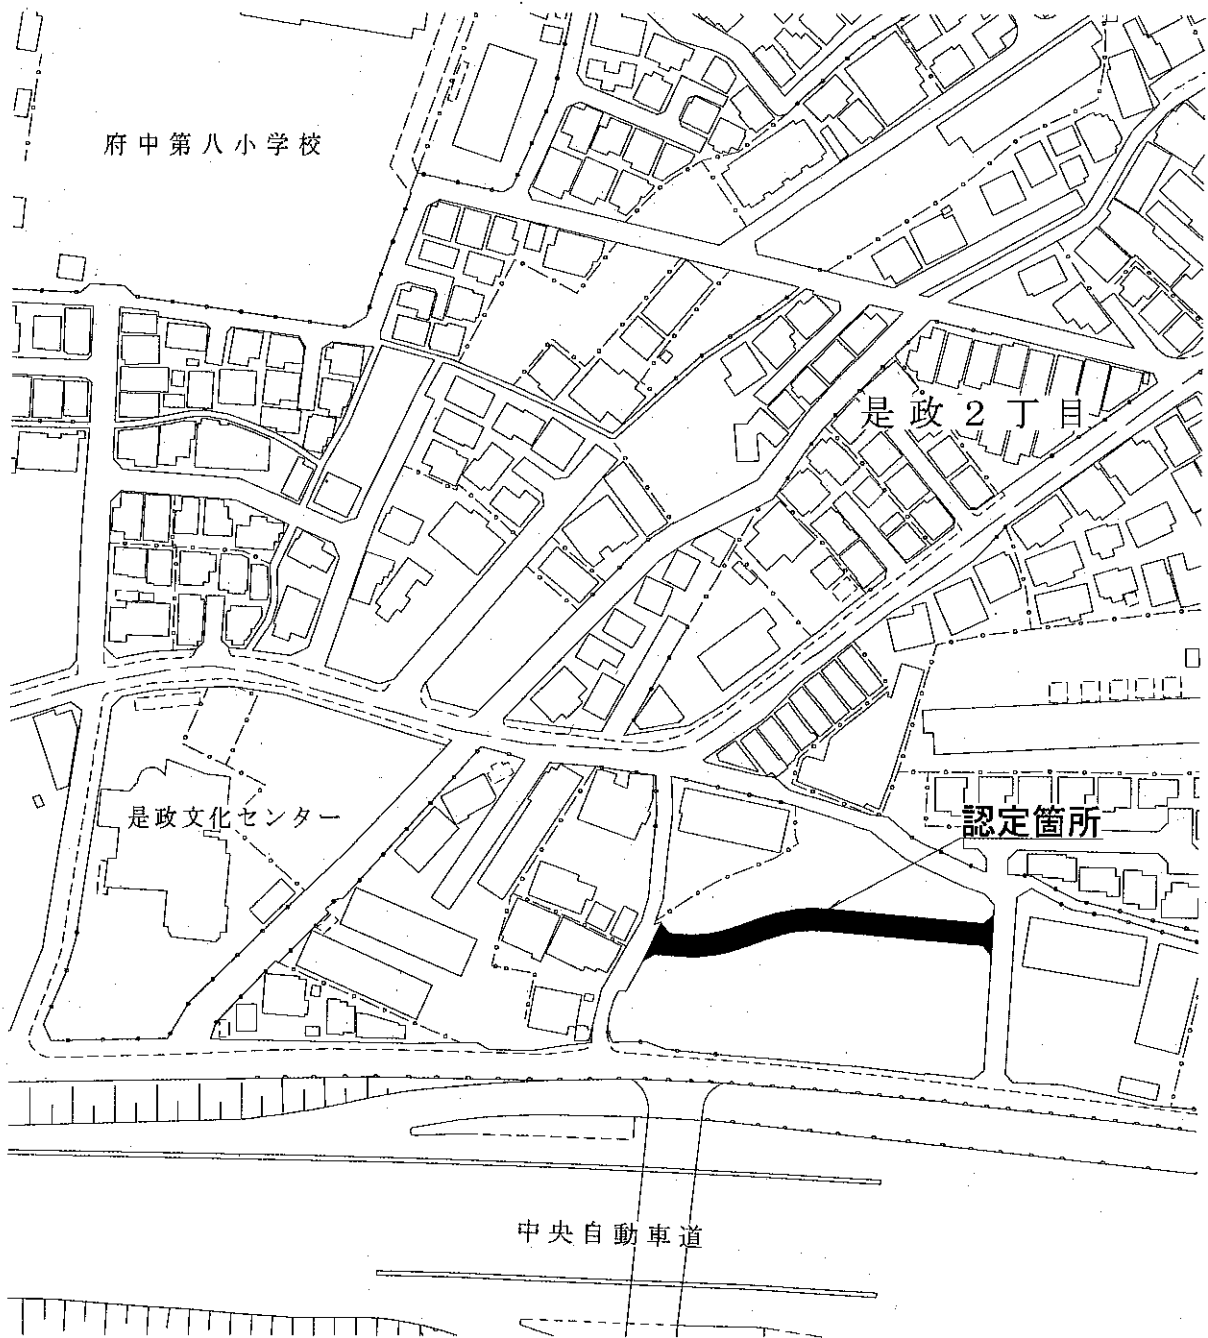 府中第八小学校
是政2丁目
是政文化センター
認定箇所
中央自動車道